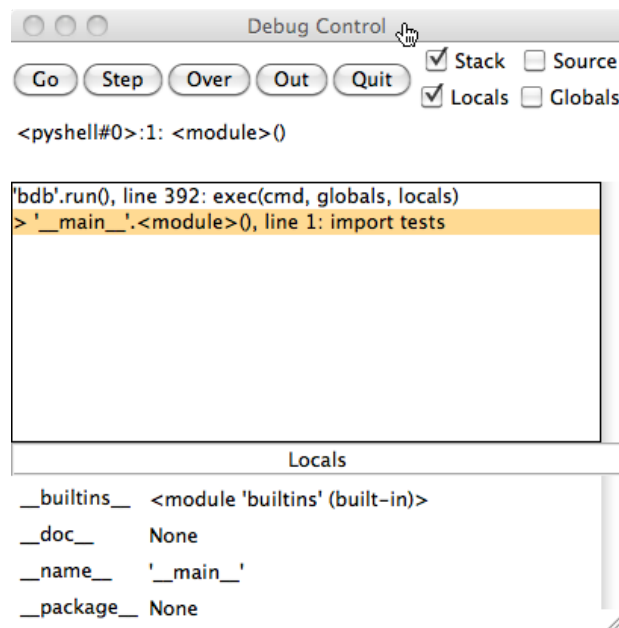 Debug Control
Go Step Over Out Quit Stack Source
Locals Globals
<pyshell#0>:1: <module>()
'bdb'.run(), line 392: exec(cmd, globals, locals)
> '__main__'.<module>(), line 1: import tests
Locals
__builtins__ <module 'builtins' (built-in)>
__doc__ None
__name__ '__main__'
__package__ None